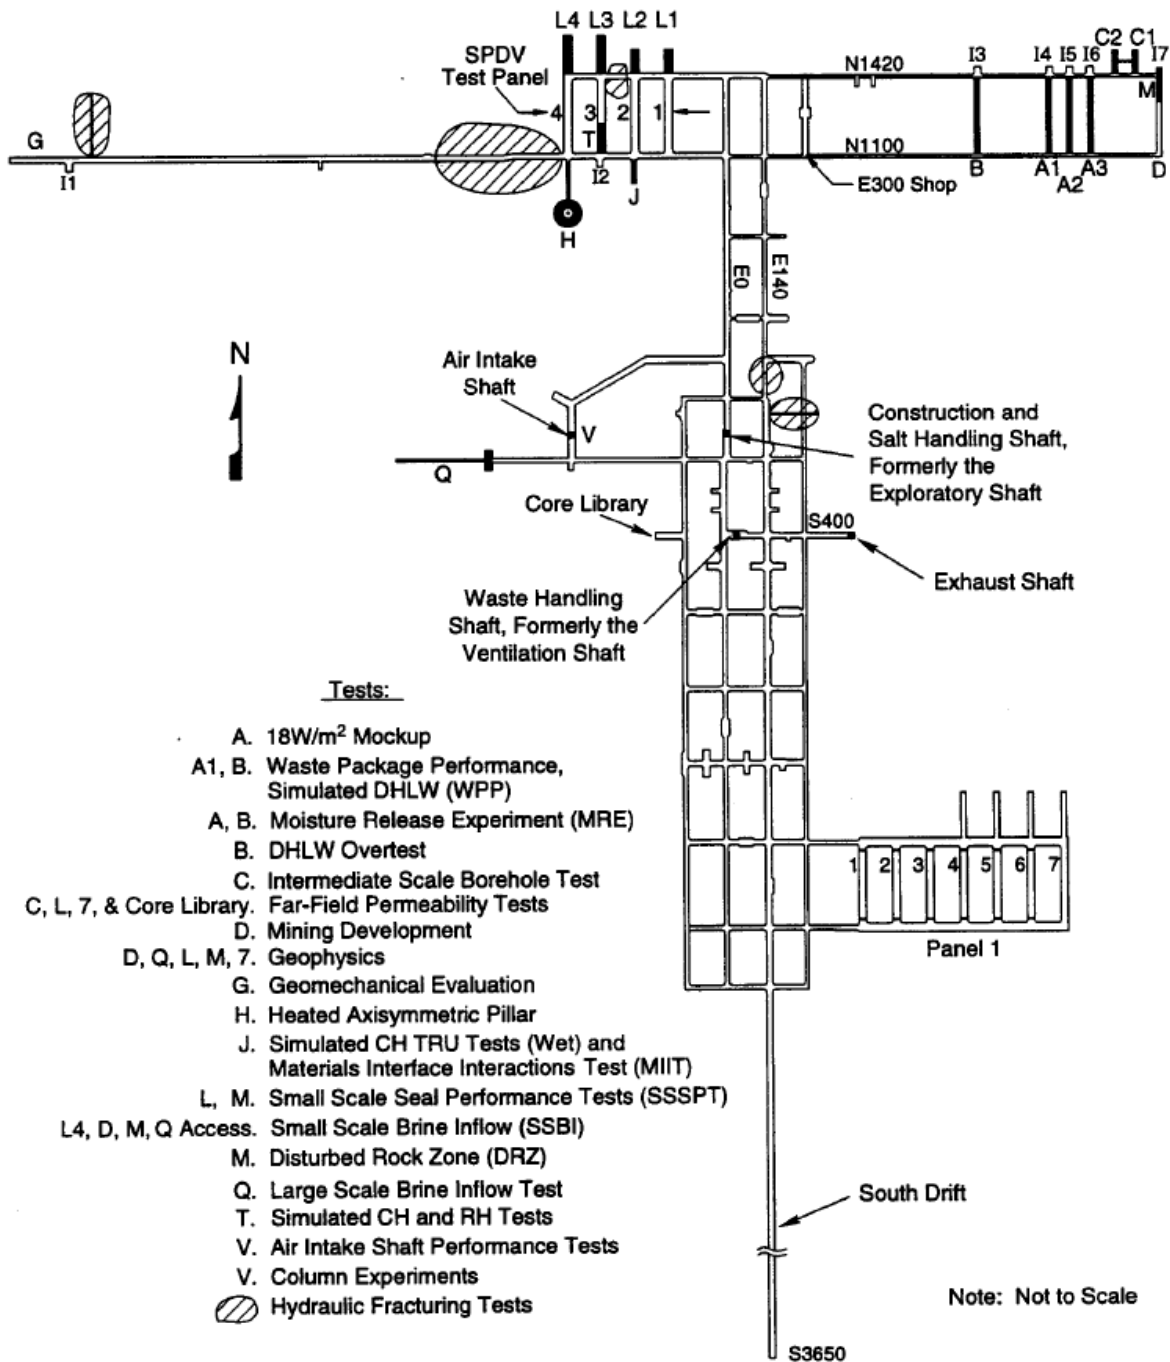 L4 L3 L2 L1
SPDV
Test Panel
N1420
I3 I4 I5 I6 C2 C1 I7
M
4 3 2 1
T
G
I1
I2
J
H
N1100
E300 Shop
B A1 A2 A3 D
E0
E140
N
Air Intake
Shaft
V
Q
Construction and
Salt Handling Shaft,
Formerly the
Exploratory Shaft
Core Library
S400
Exhaust Shaft
Waste Handling
Shaft, Formerly the
Ventilation Shaft
Tests:
A. 18W/m² Mockup
A1, B. Waste Package Performance,
Simulated DHLW (WPP)
A, B. Moisture Release Experiment (MRE)
B. DHLW Overtest
C. Intermediate Scale Borehole Test
C, L, 7, & Core Library. Far-Field Permeability Tests
D. Mining Development
D, Q, L, M, 7. Geophysics
G. Geomechanical Evaluation
H. Heated Axisymmetric Pillar
J. Simulated CH TRU Tests (Wet) and
Materials Interface Interactions Test (MIIT)
L, M. Small Scale Seal Performance Tests (SSSPT)
L4, D, M, Q Access. Small Scale Brine Inflow (SSBI)
M. Disturbed Rock Zone (DRZ)
Q. Large Scale Brine Inflow Test
T. Simulated CH and RH Tests
V. Air Intake Shaft Performance Tests
V. Column Experiments
Hydraulic Fracturing Tests
1 2 3 4 5 6 7
Panel 1
South Drift
Note: Not to Scale
S3650